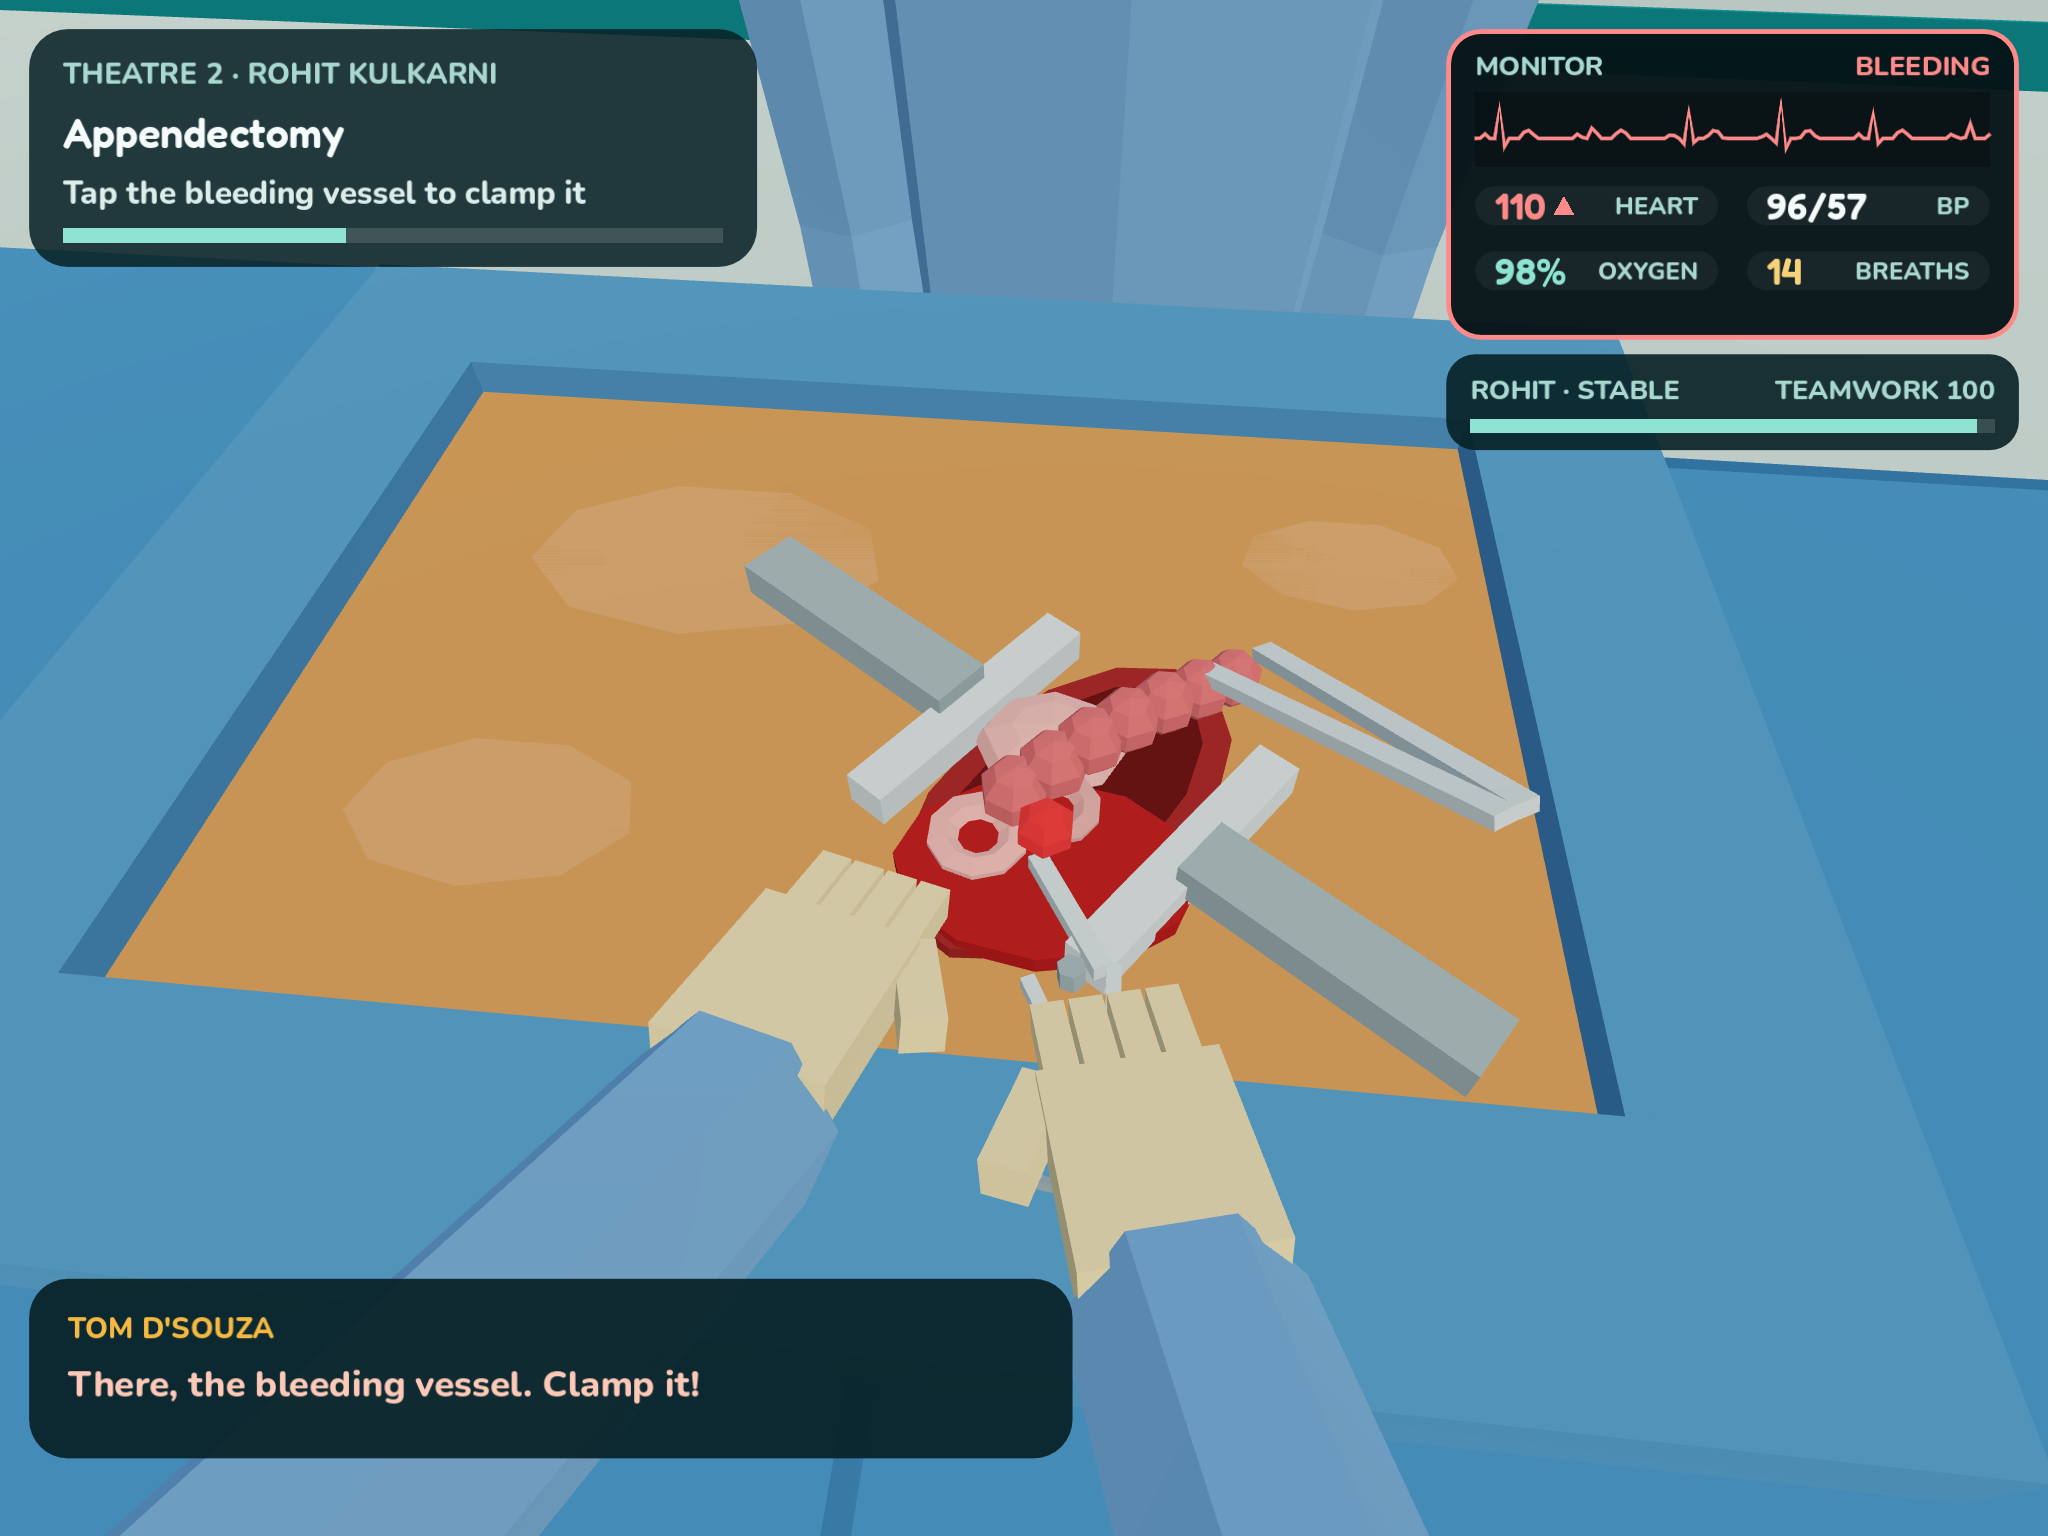 THEATRE 2 · ROHIT KULKARNI
Appendectomy
Tap the bleeding vessel to clamp it
MONITOR BLEEDING
110 HEART 96/57 BP
98% OXYGEN 14 BREATHS
ROHIT · STABLE TEAMWORK 100
TOM D'SOUZA
There, the bleeding vessel. Clamp it!